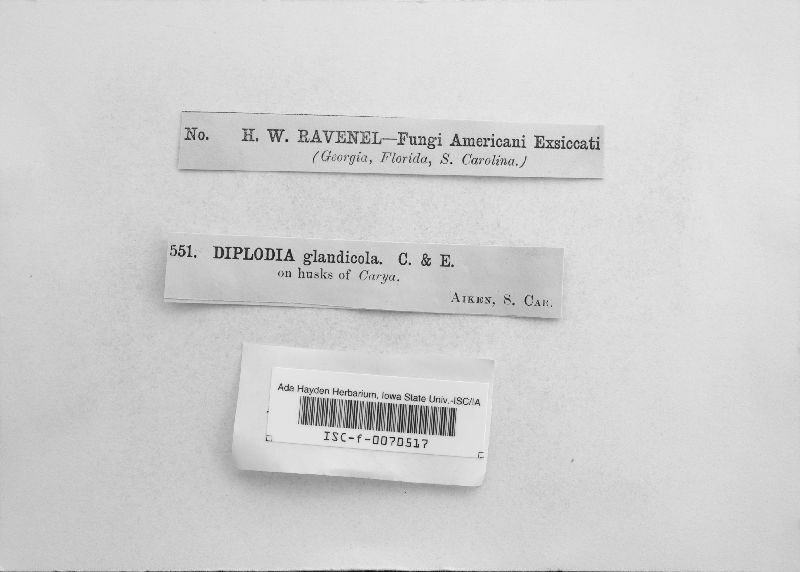 No. H. W. RAVENEL—Fungi Americani Exsiccati
(Georgia, Florida, S. Carolina.)
551. DIPLODIA glandicola. C. & E.
on husks of Carya.
AIKEN, S. CAR.
Ada Hayden Herbarium, Iowa State Univ.-ISC/IA
ISC-f-0070517